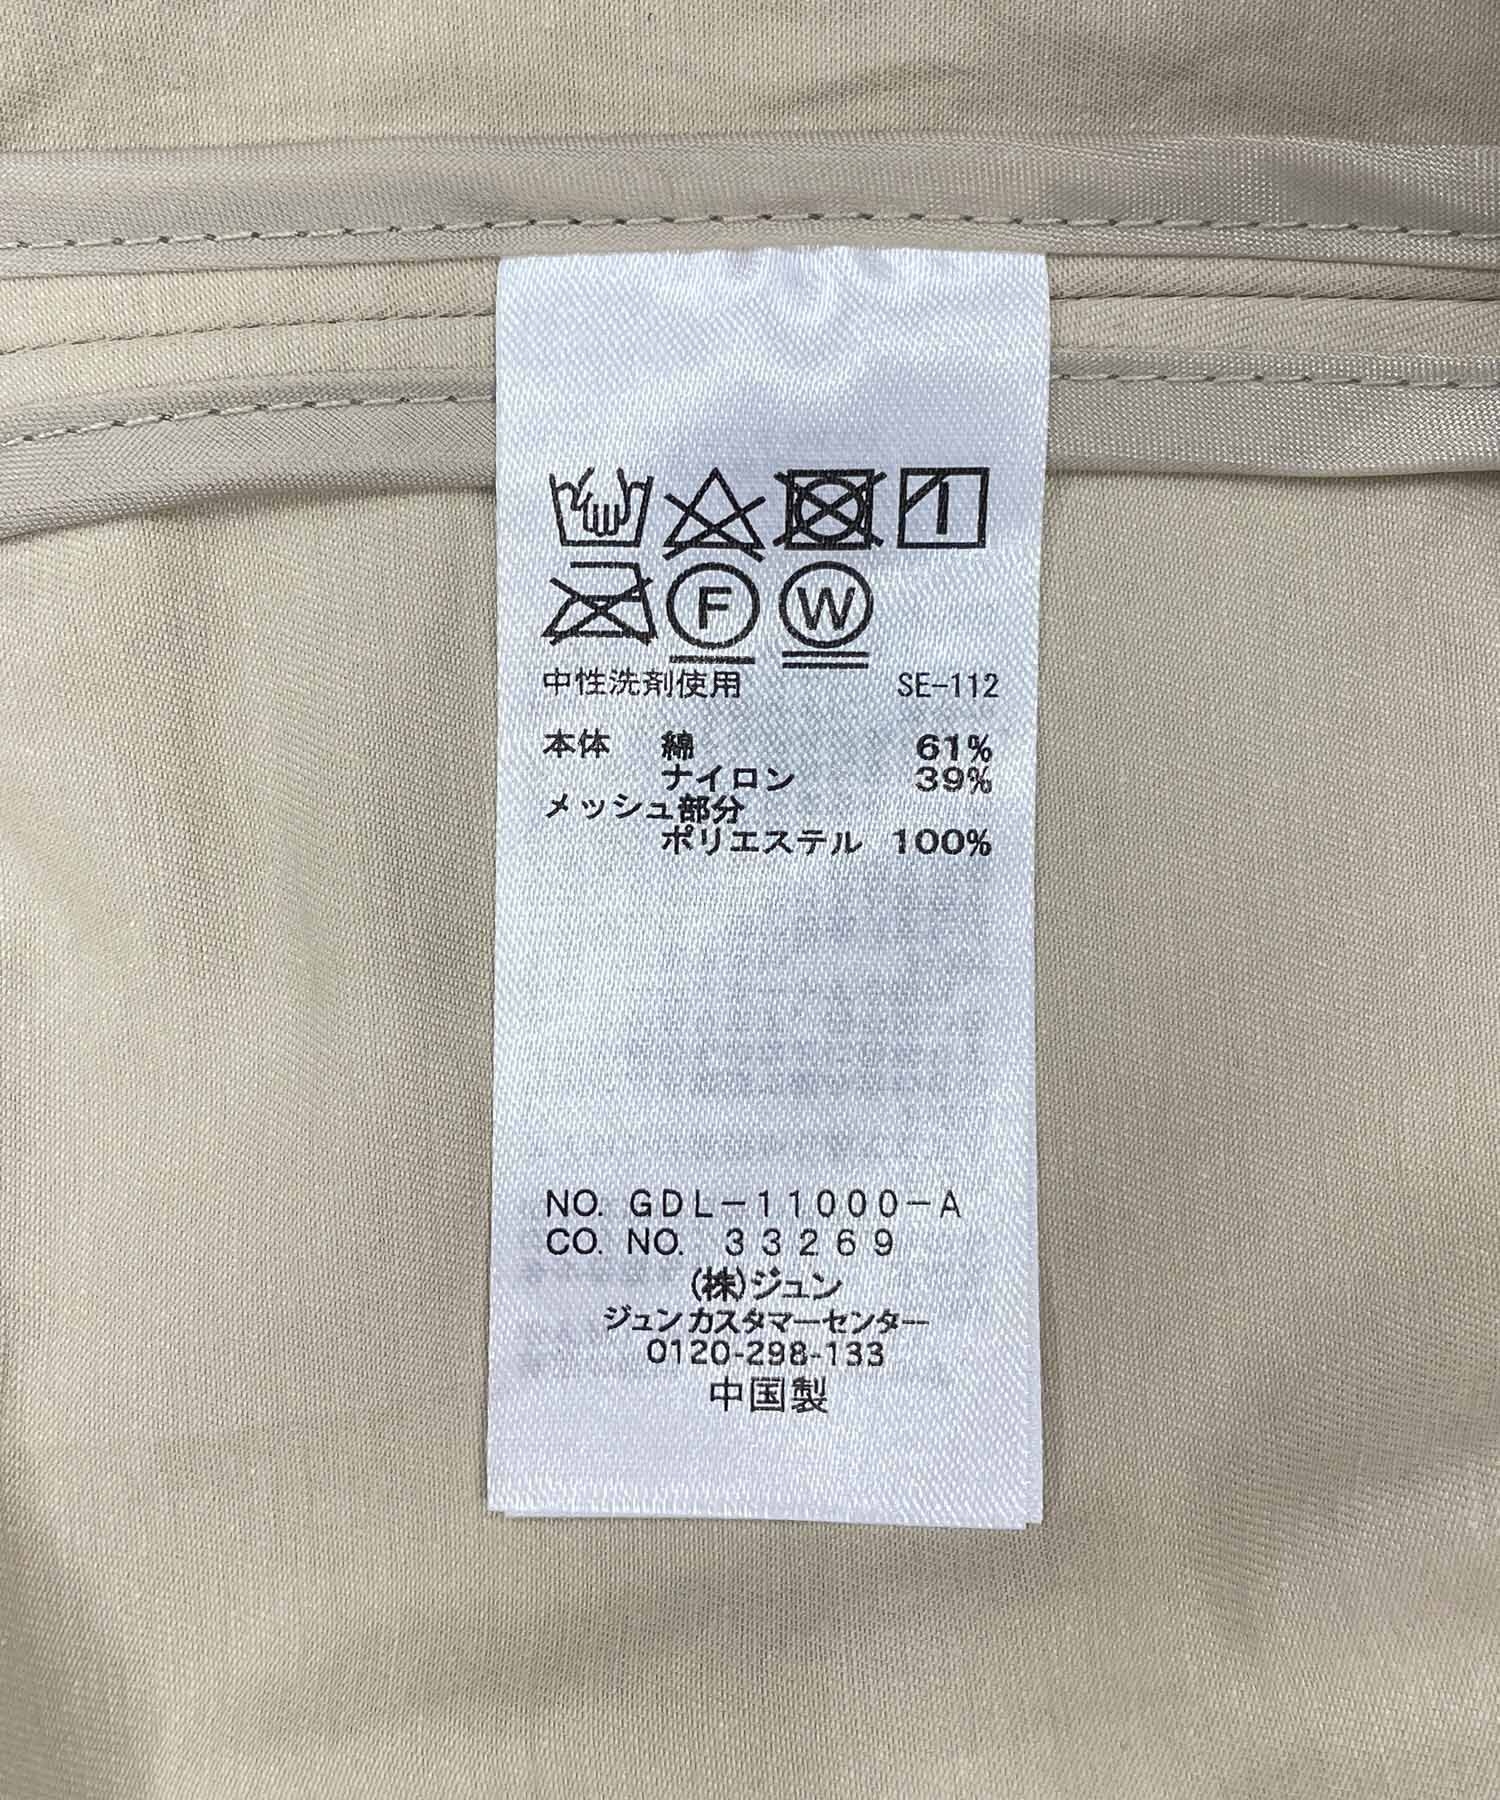 F W
中性洗剤使用 SE-112
本体 綿 61%
ナイロン 39%
メッシュ部分
ポリエステル 100%
NO. GDL-11000-A
CO. NO. 33269
(株)ジュン
ジュンカスタマーセンター
0120-298-133
中国製